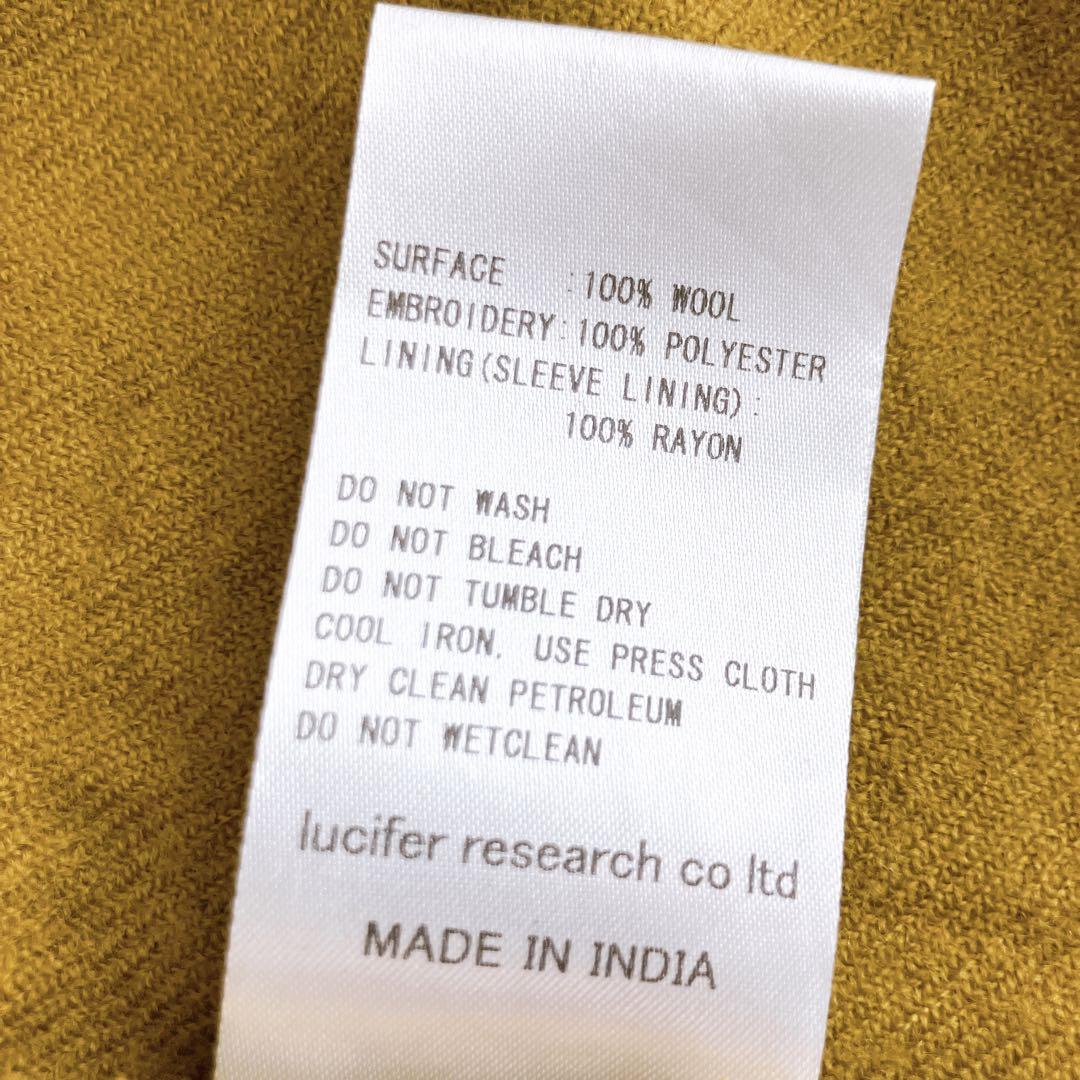 SURFACE :100% WOOL
EMBROIDERY:100% POLYESTER
LINING(SLEEVE LINING):
100% RAYON
DO NOT WASH
DO NOT BLEACH
DO NOT TUMBLE DRY
COOL IRON. USE PRESS CLOTH
DRY CLEAN PETROLEUM
DO NOT WETCLEAN
lucifer research co ltd
MADE IN INDIA